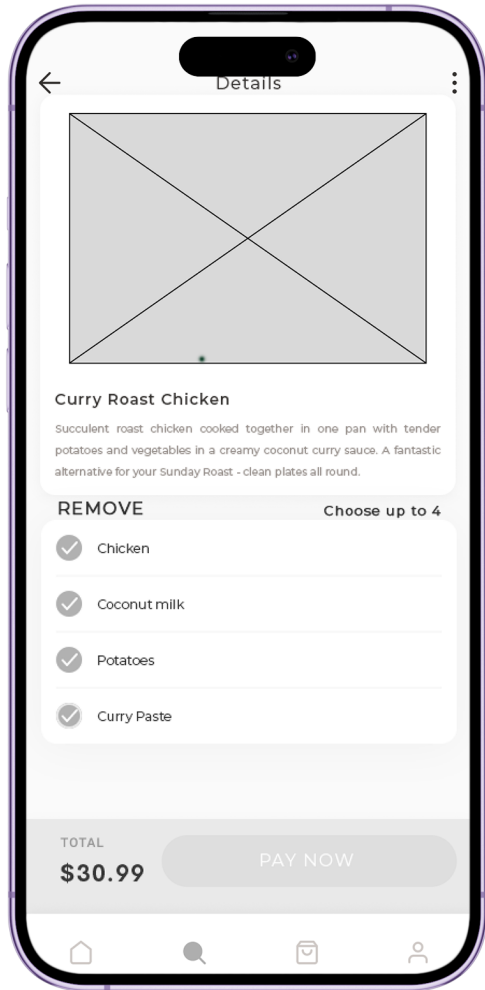 Details
Curry Roast Chicken
Succulent roast chicken cooked together in one pan with tender
potatoes and vegetables in a creamy coconut curry sauce. A fantastic
alternative for your Sunday Roast - clean plates all round.
REMOVE Choose up to 4
Chicken
Coconut milk
Potatoes
Curry Paste
TOTAL
$30.99 PAY NOW